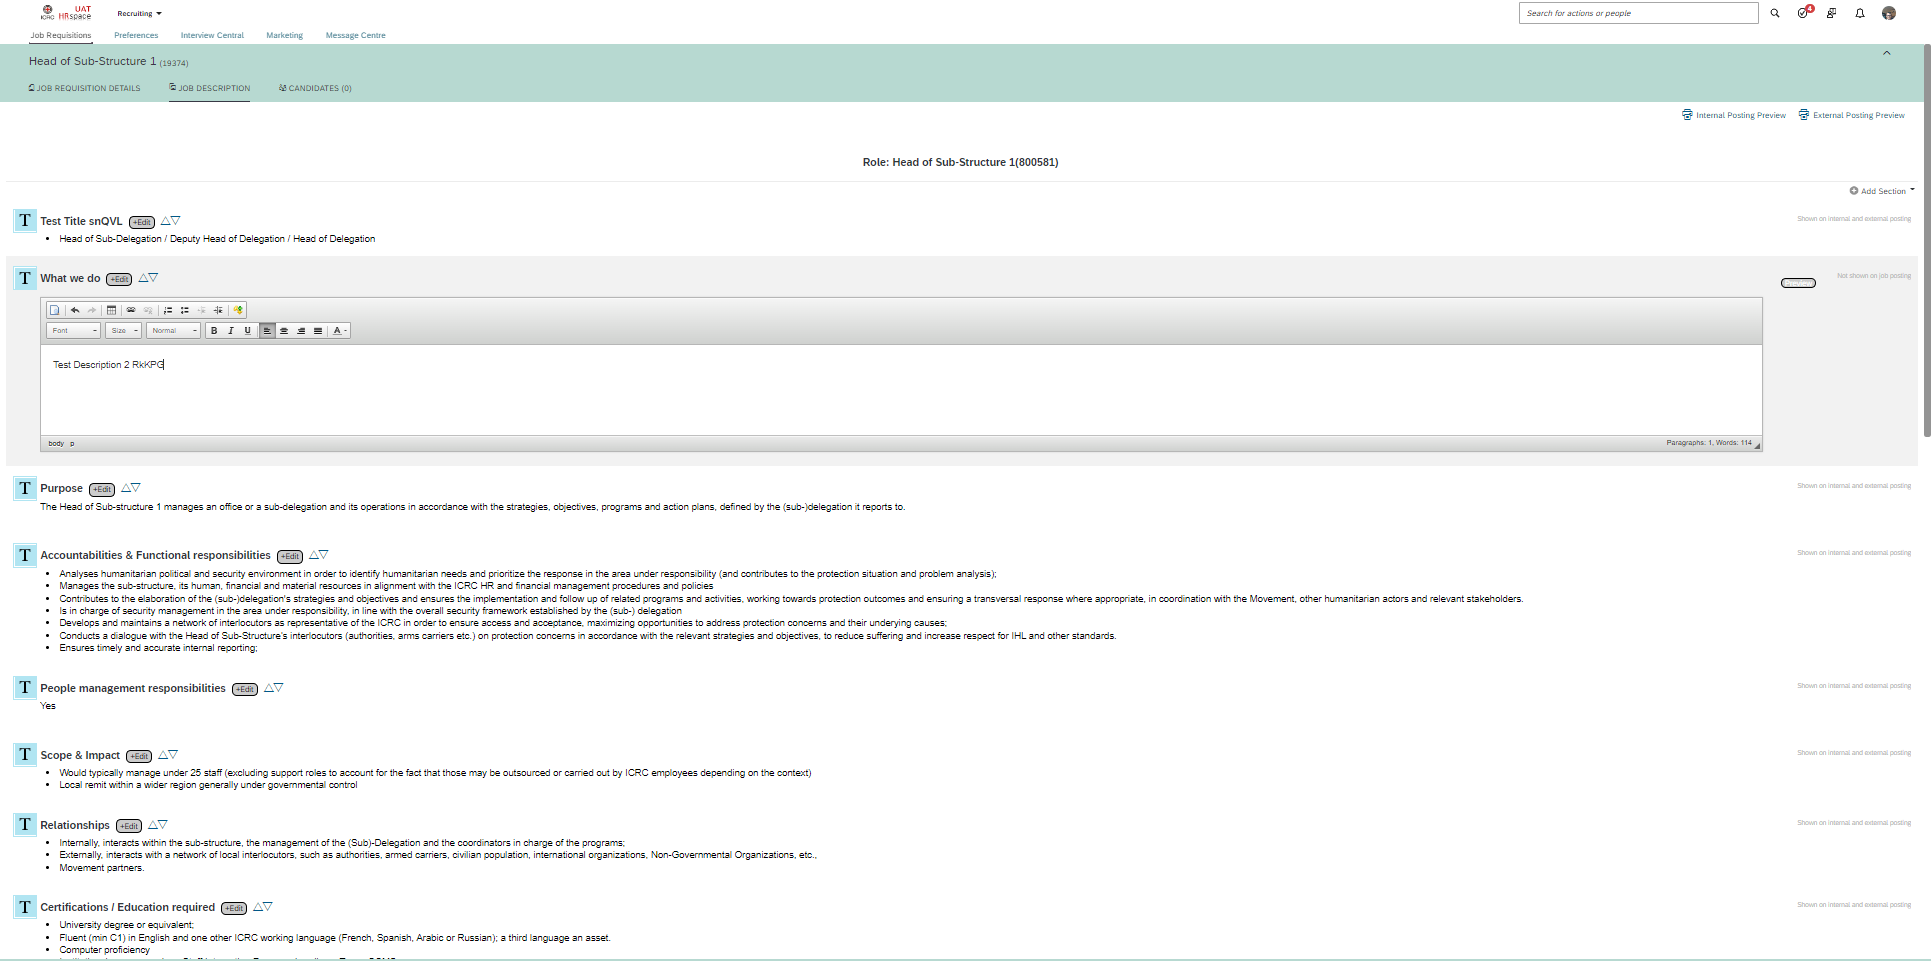 ICRC UAT HRspace Recruiting Search for actions or people 4
Job Requisitions Preferences Interview Central Marketing Message Centre
Head of Sub-Structure 1 (19374)
JOB REQUISITION DETAILS JOB DESCRIPTION CANDIDATES (0)
Internal Posting Preview External Posting Preview
Role: Head of Sub-Structure 1(800581)
Add Section
T Test Title snQVL +Edit Shown on internal and external posting
• Head of Sub-Delegation / Deputy Head of Delegation / Head of Delegation
T What we do +Edit Not shown on job posting
Font Size Normal B I U A
Test Description 2 RkKPG
body p Paragraphs: 1, Words: 114
T Purpose +Edit Shown on internal and external posting
The Head of Sub-structure 1 manages an office or a sub-delegation and its operations in accordance with the strategies, objectives, programs and action plans, defined by the (sub-)delegation it reports to.
T Accountabilities & Functional responsibilities +Edit Shown on internal and external posting
• Analyses humanitarian political and security environment in order to identify humanitarian needs and prioritize the response in the area under responsibility (and contributes to the protection situation and problem analysis);
• Manages the sub-structure, its human, financial and material resources in alignment with the ICRC HR and financial management procedures and policies
• Contributes to the elaboration of the (sub-)delegation's strategies and objectives and ensures the implementation and follow up of related programs and activities, working towards protection outcomes and ensuring a transversal response where appropriate, in coordination with the Movement, other humanitarian actors and relevant stakeholders.
• Is in charge of security management in the area under responsibility, in line with the overall security framework established by the (sub-) delegation
• Develops and maintains a network of interlocutors as representative of the ICRC in order to ensure access and acceptance, maximizing opportunities to address protection concerns and their underlying causes;
• Conducts a dialogue with the Head of Sub-Structure's interlocutors (authorities, arms carriers etc.) on protection concerns in accordance with the relevant strategies and objectives, to reduce suffering and increase respect for IHL and other standards.
• Ensures timely and accurate internal reporting;
T People management responsibilities +Edit Shown on internal and external posting
Yes
T Scope & Impact +Edit Shown on internal and external posting
• Would typically manage under 25 staff (excluding support roles to account for the fact that those may be outsourced or carried out by ICRC employees depending on the context)
• Local remit within a wider region generally under governmental control
T Relationships +Edit Shown on internal and external posting
• Internally, interacts within the sub-structure, the management of the (Sub)-Delegation and the coordinators in charge of the programs;
• Externally, interacts with a network of local interlocutors, such as authorities, armed carriers, civilian population, international organizations, Non-Governmental Organizations, etc.,
• Movement partners.
T Certifications / Education required +Edit Shown on internal and external posting
• University degree or equivalent;
• Fluent (min C1) in English and one other ICRC working language (French, Spanish, Arabic or Russian); a third language an asset.
• Computer proficiency